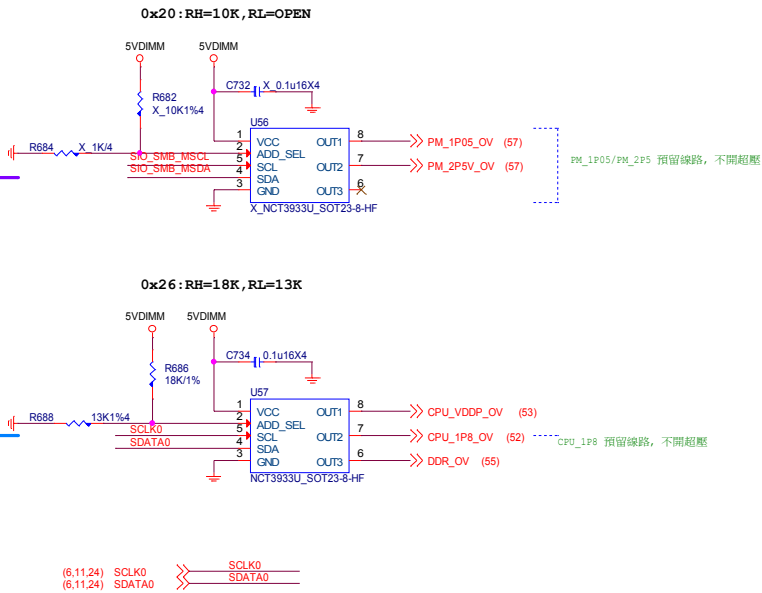 0x20:RH=10K,RL=OPEN
5VDIMM
5VDIMM
C732
X_0.1u16X4
R682
X_10K1%4
U56
R684
X_1K/4
1
VCC
OUT1
8
PM_1P05_OV (57)
2
ADD_SEL
SIO_SMB_MSCL
5
SCL
OUT2
7
PM_2P5V_OV (57)
PM_1P05/PM_2P5 預留線路, 不開超壓
SIO_SMB_MSDA
4
SDA
3
GND
OUT3
6
X_NCT3933U_SOT23-8-HF
0x26:RH=18K,RL=13K
5VDIMM
5VDIMM
C734
0.1u16X4
R686
18K/1%
U57
R688
13K1%4
1
VCC
OUT1
8
CPU_VDDP_OV (53)
2
ADD_SEL
SCLK0
5
SCL
OUT2
7
CPU_1P8_OV (52)
CPU_1P8 預留線路, 不開超壓
SDATA0
4
SDA
3
GND
OUT3
6
DDR_OV (55)
NCT3933U_SOT23-8-HF
(6,11,24) SCLK0
SCLK0
(6,11,24) SDATA0
SDATA0